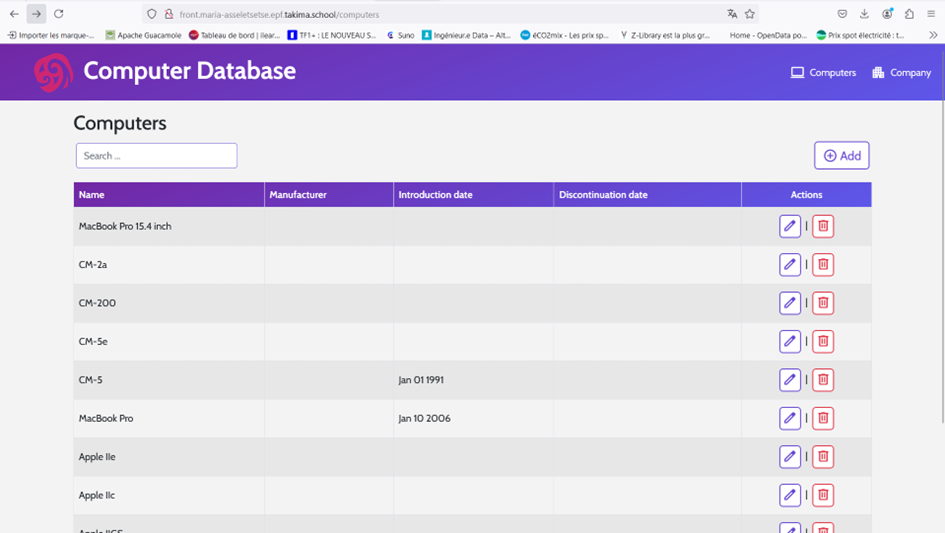 front.maria-asseletsetse.epf.takima.school/computers
Importer les marque-... Apache Guacamole Tableau de bord | ilear... TF1+ : LE NOUVEAU S... Suno Ingénieur.e Data – Alt... éCO2mix - Les prix sp... Z-Library est la plus gr... Home - OpenData po... Prix spot électricité : t...
Computer Database Computers Company
Computers
Search ... Add
Name Manufacturer Introduction date Discontinuation date Actions
MacBook Pro 15.4 inch |
CM-2a |
CM-200 |
CM-5e |
CM-5 Jan 01 1991 |
MacBook Pro Jan 10 2006 |
Apple IIe |
Apple IIc |